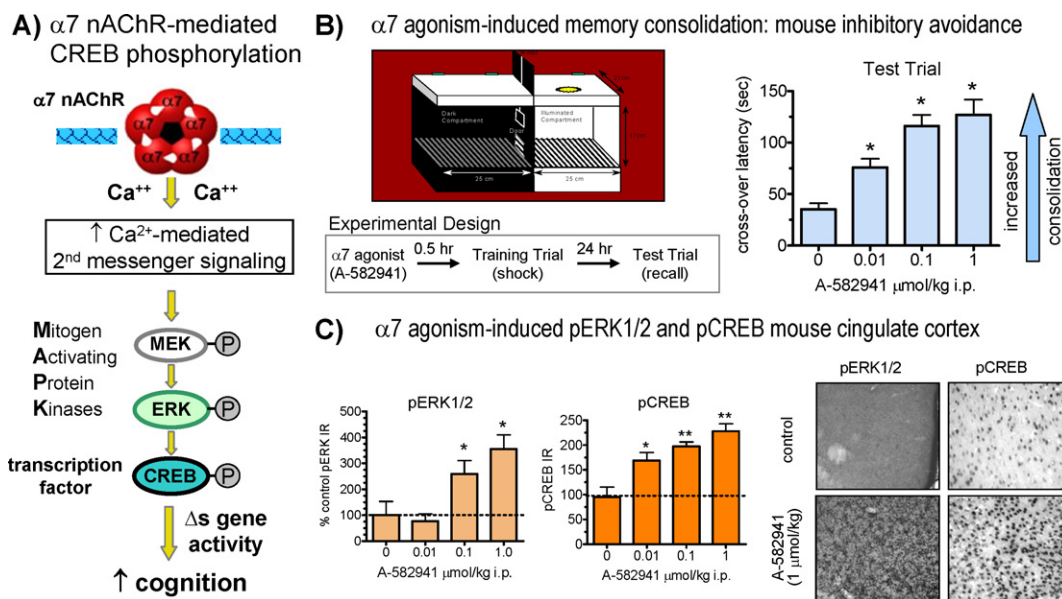 A) α7 nAChR-mediated
CREB phosphorylation
α7 nAChR
α7
α7
α7
α7
α7
Ca++
Ca++
↑ Ca2+-mediated
2nd messenger signaling
Mitogen
Activating
Protein
Kinases
MEK
P
ERK
P
transcription
factor
CREB
P
Δs gene
activity
↑ cognition
B) α7 agonism-induced memory consolidation: mouse inhibitory avoidance
Dark
Compartment
Door
Illuminated
Compartment
25 cm
25 cm
Experimental Design
α7 agonist
(A-582941)
0.5 hr
Training Trial
(shock)
24 hr
Test Trial
(recall)
Test Trial
cross-over latency (sec)
150
100
50
0
*
*
*
0
0.01
0.1
1
A-582941 μmol/kg i.p.
increased
consolidation
C) α7 agonism-induced pERK1/2 and pCREB mouse cingulate cortex
pERK1/2
% control pERK IR
500
400
300
200
100
0
*
*
0
0.01
0.1
1.0
A-582941 μmol/kg i.p.
pCREB
pCREB IR
250
200
150
100
50
0
*
**
**
0
0.01
0.1
1
A-582941 μmol/kg i.p.
pERK1/2
pCREB
control
A-582941
(1 μmol/kg)